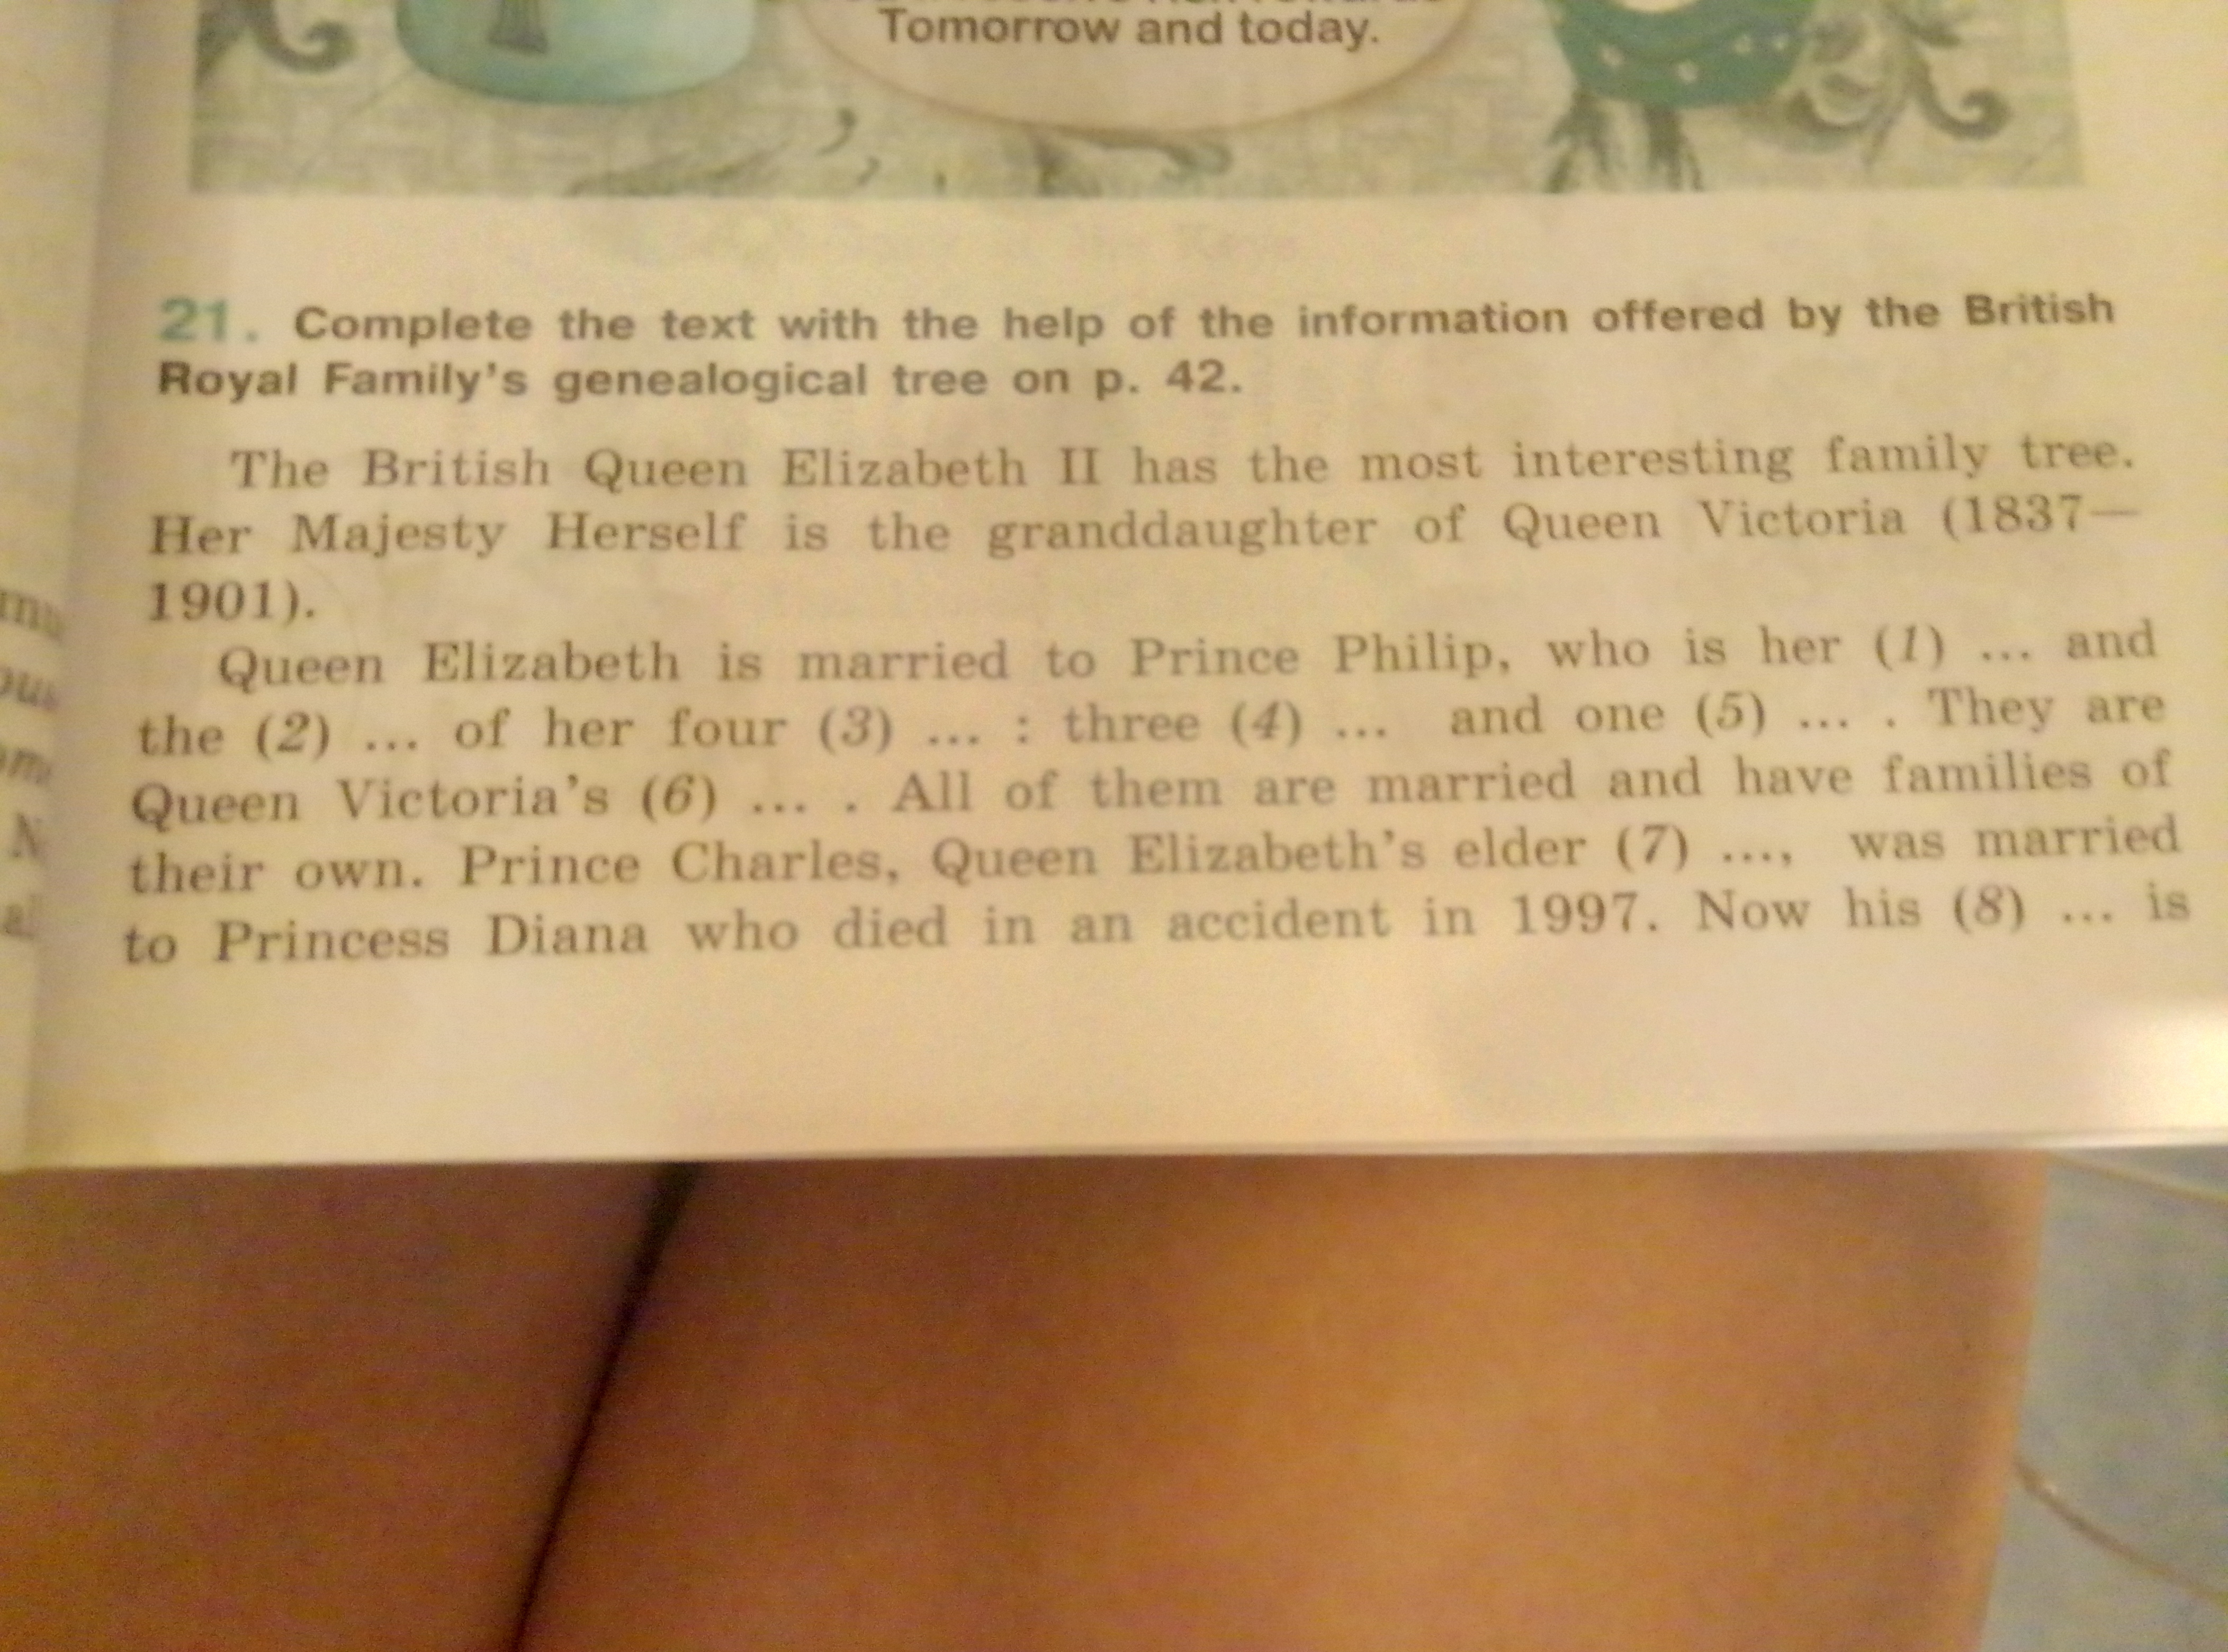 Tomorrow and today.
21. Complete the text with the help of the information offered by the British
Royal Family's genealogical tree on p. 42.
The British Queen Elizabeth II has the most interesting family tree.
Her Majesty Herself is the granddaughter of Queen Victoria (1837—
1901).
Queen Elizabeth is married to Prince Philip, who is her (1) ... and
the (2) ... of her four (3) ... : three (4) ... and one (5) ... . They are
Queen Victoria's (6) ... . All of them are married and have families of
their own. Prince Charles, Queen Elizabeth's elder (7) ..., was married
to Princess Diana who died in an accident in 1997. Now his (8) ... is